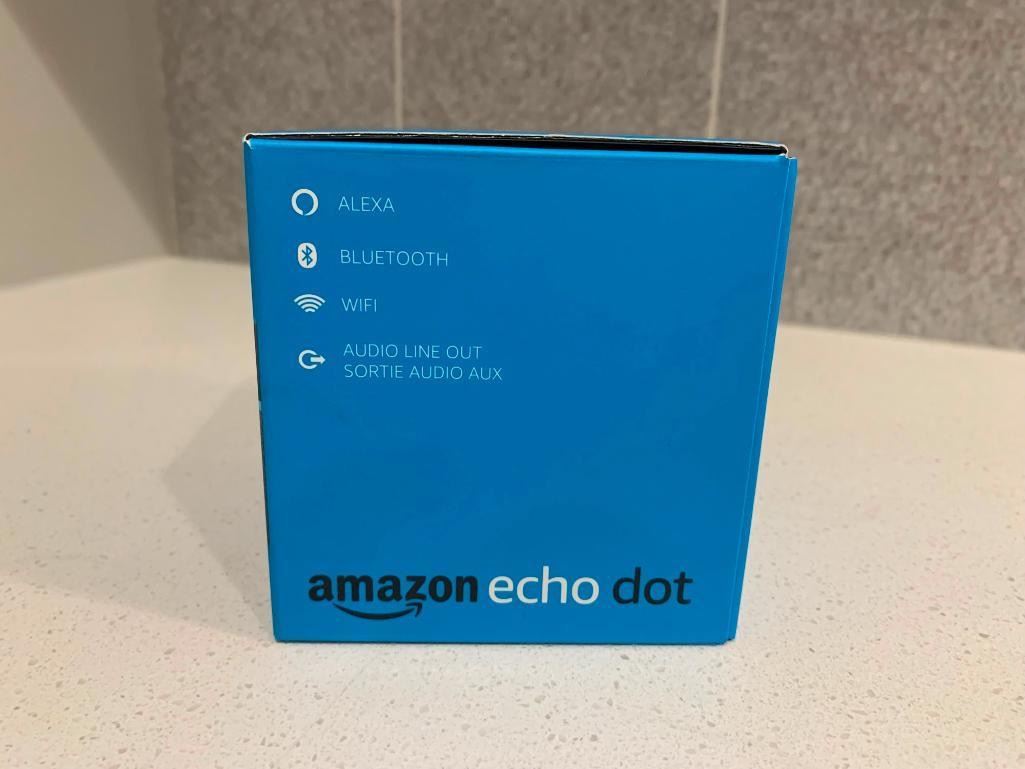 ALEXA
BLUETOOTH
WIFI
AUDIO LINE OUT
SORTIE AUDIO AUX
amazon echo dot